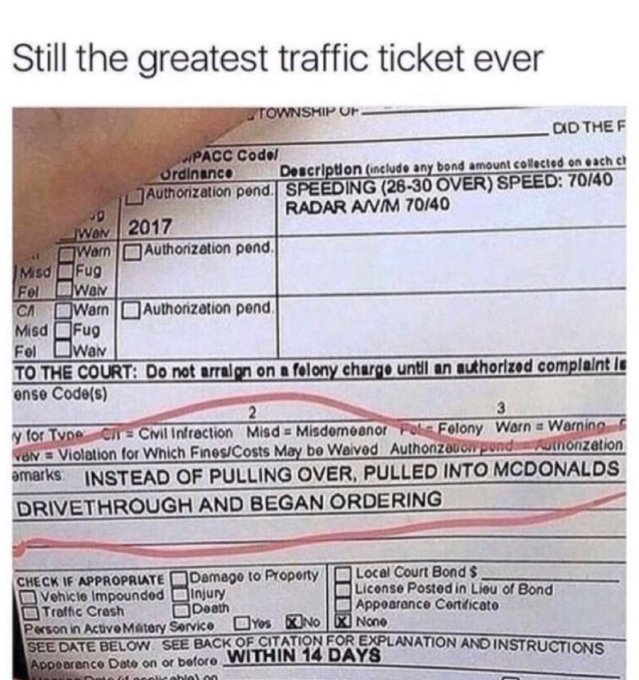 Still the greatest traffic ticket ever
TOWNSHIP OF
DID THE F
PACC Code/
Ordinance
Description (include any bond amount collected on each ch
Authorization pend.
SPEEDING (26-30 OVER) SPEED: 70/40
RADAR A/V/M 70/40
Waiv
2017
Warn
Authorization pend.
Misd
Fug
Fel
Waiv
CA
Warn
Authorization pend
Misd
Fug
Fel
Waiv
TO THE COURT: Do not arraign on a felony charge until an authorized complaint is
ense Code(s)
2
3
y for Type
C/I = Civil Infraction Misd = Misdemeanor Fel = Felony Warn = Warning
Waiv = Violation for Which Fines/Costs May be Waived Authorization pend. = Authorization
emarks
INSTEAD OF PULLING OVER, PULLED INTO MCDONALDS
DRIVETHROUGH AND BEGAN ORDERING
CHECK IF APPROPRIATE
Damage to Property
Local Court Bond $
Vehicle Impounded
Injury
License Posted in Lieu of Bond
Traffic Crash
Death
Appearance Certificate
Person in Active Military Service
Yes
X No
X None
SEE DATE BELOW. SEE BACK OF CITATION FOR EXPLANATION AND INSTRUCTIONS
Appearance Date on or before WITHIN 14 DAYS